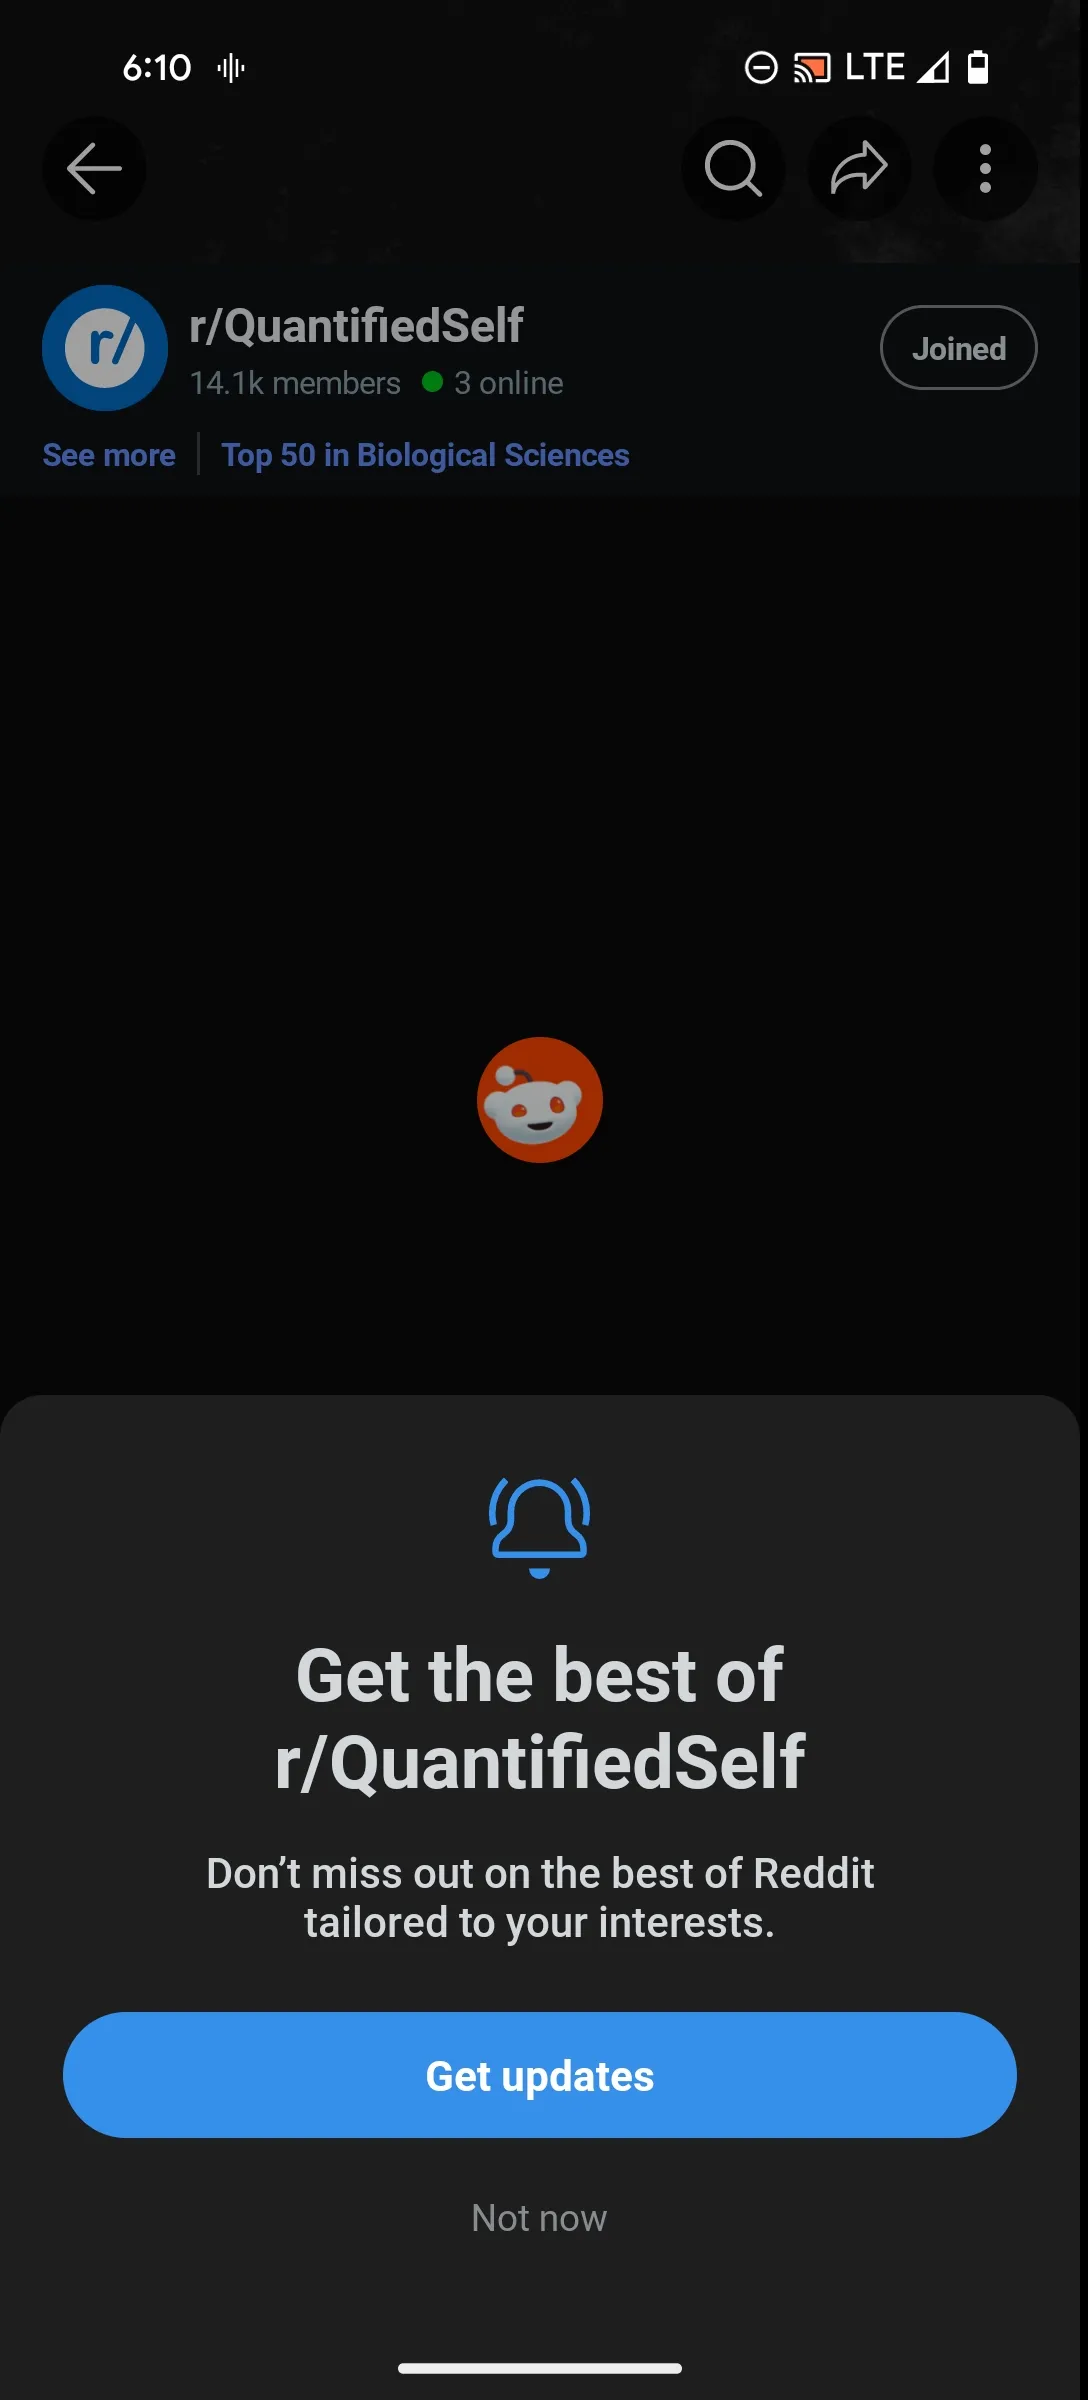 6:10 LTE
r/
r/QuantifiedSelf
14.1k members 3 online
Joined
See more Top 50 in Biological Sciences
Get the best of
r/QuantifiedSelf
Don’t miss out on the best of Reddit
tailored to your interests.
Get updates
Not now